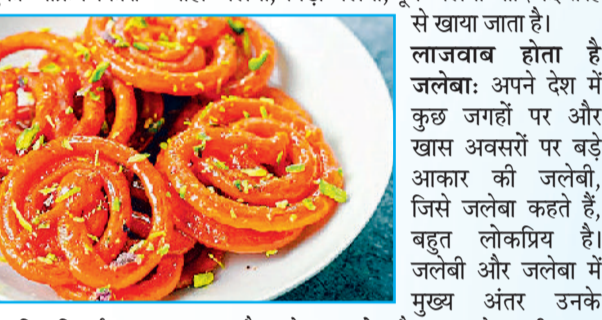 से खाया जाता है।
लाजवाब होता है
जलेबाः अपने देश में
कुछ जगहों पर और
खास अवसरों पर बड़े
आकार की जलेबी,
जिसे जलेबा कहते हैं,
बहुत लोकप्रिय है।
जलेबी और जलेबा में
मुख्य अंतर उनके